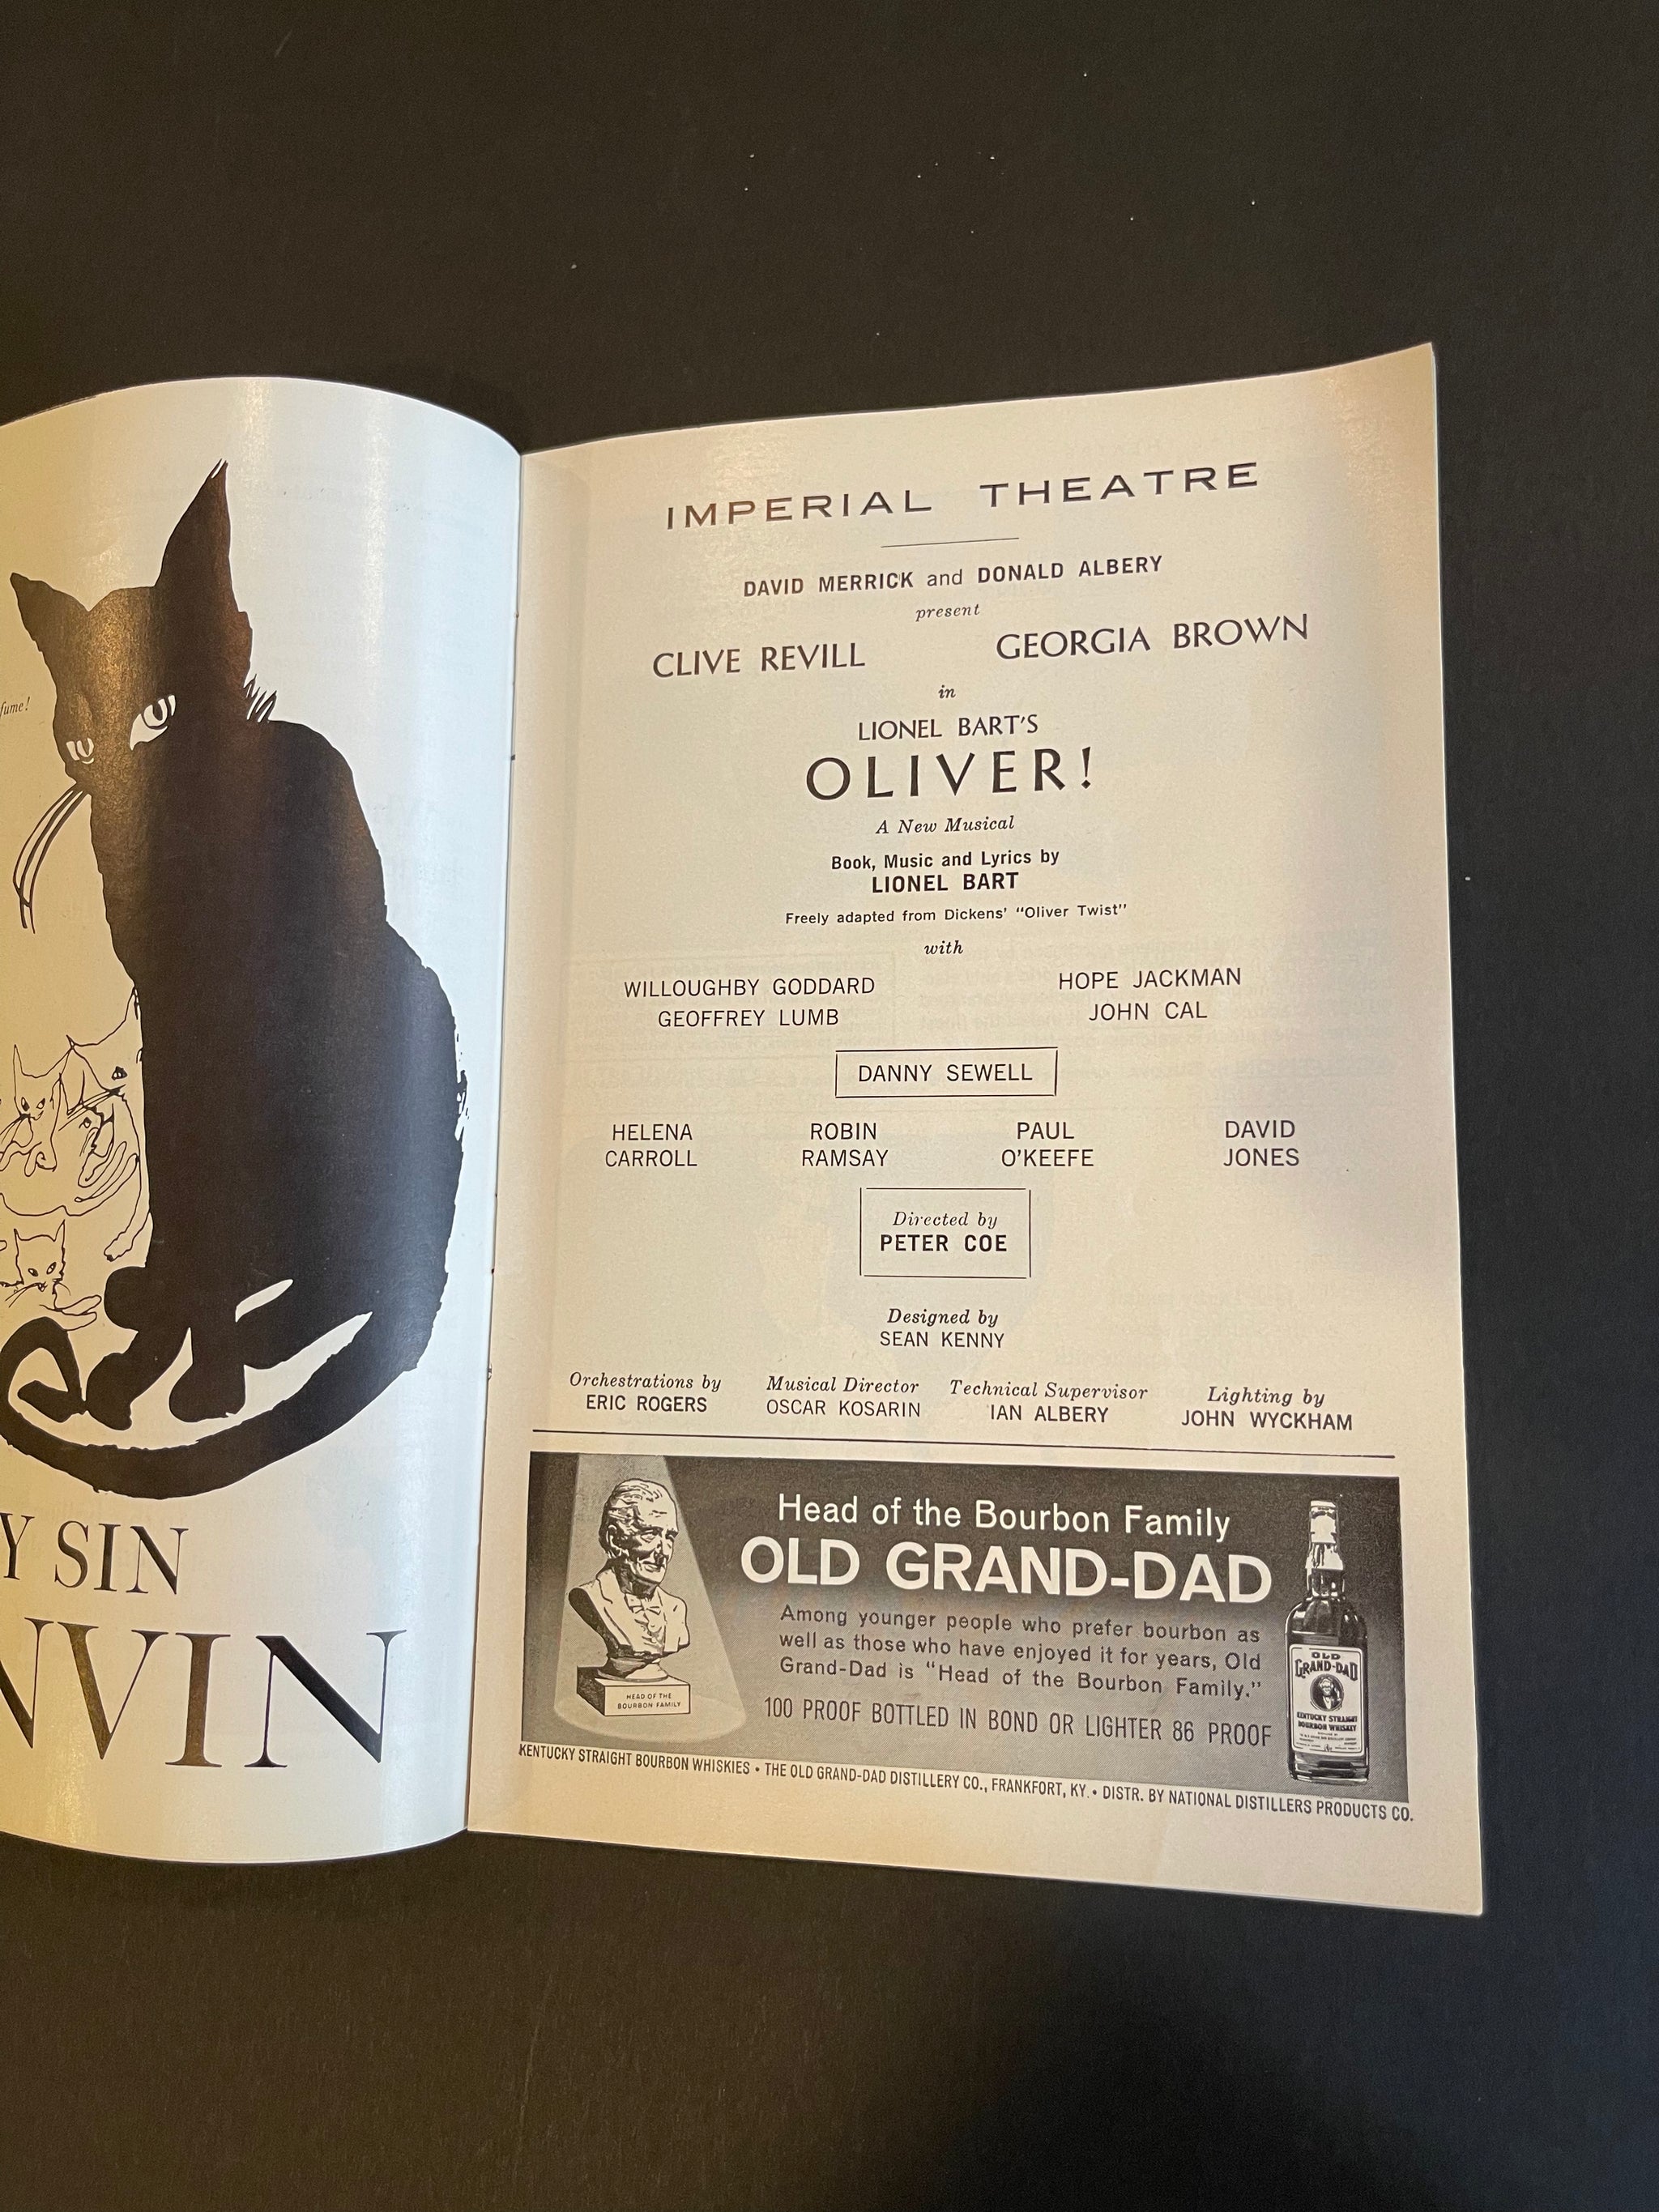 fume!
Y SIN
NVIN
IMPERIAL THEATRE
DAVID MERRICK and DONALD ALBERY
present
CLIVE REVILL GEORGIA BROWN
in
LIONEL BART'S
OLIVER!
A New Musical
Book, Music and Lyrics by
LIONEL BART
Freely adapted from Dickens' "Oliver Twist"
with
WILLOUGHBY GODDARD HOPE JACKMAN
GEOFFREY LUMB JOHN CAL
DANNY SEWELL
HELENA ROBIN PAUL DAVID
CARROLL RAMSAY O'KEEFE JONES
Directed by
PETER COE
Designed by
SEAN KENNY
Orchestrations by Musical Director Technical Supervisor Lighting by
ERIC ROGERS OSCAR KOSARIN IAN ALBERY JOHN WYCKHAM
Head of the Bourbon Family
OLD GRAND-DAD
Among younger people who prefer bourbon as
well as those who have enjoyed it for years, Old
Grand-Dad is "Head of the Bourbon Family."
100 PROOF BOTTLED IN BOND OR LIGHTER 86 PROOF
HEAD OF THE
BOURBON FAMILY
OLD
GRAND-DAD
KENTUCKY STRAIGHT
BOURBON WHISKEY
KENTUCKY STRAIGHT BOURBON WHISKIES • THE OLD GRAND-DAD DISTILLERY CO., FRANKFORT, KY. • DISTR. BY NATIONAL DISTILLERS PRODUCTS CO.